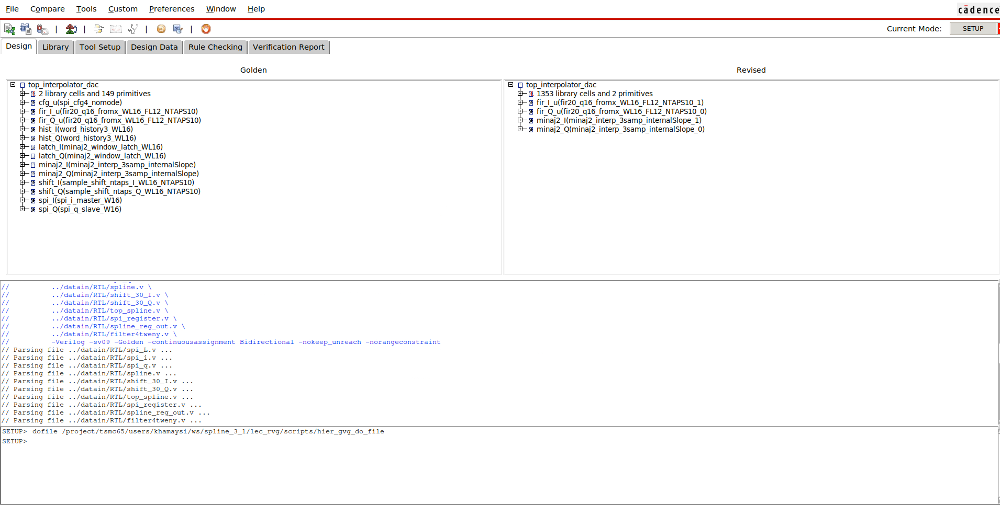 File Compare Tools Custom Preferences Window Help
cādence
Current Mode: SETUP
Design Library Tool Setup Design Data Rule Checking Verification Report
Golden
top_interpolator_dac
2 library cells and 149 primitives
cfg_u(spi_cfg4_nomode)
fir_I_u(fir20_q16_fromx_WL16_FL12_NTAPS10)
fir_Q_u(fir20_q16_fromx_WL16_FL12_NTAPS10)
hist_I(word_history3_WL16)
hist_Q(word_history3_WL16)
latch_I(minaj2_window_latch_WL16)
latch_Q(minaj2_window_latch_WL16)
minaj2_I(minaj2_interp_3samp_internalSlope)
minaj2_Q(minaj2_interp_3samp_internalSlope)
shift_I(sample_shift_ntaps_I_WL16_NTAPS10)
shift_Q(sample_shift_ntaps_Q_WL16_NTAPS10)
spi_I(spi_i_master_W16)
spi_Q(spi_q_slave_W16)
Revised
top_interpolator_dac
1353 library cells and 2 primitives
fir_I_u(fir20_q16_fromx_WL16_FL12_NTAPS10_1)
fir_Q_u(fir20_q16_fromx_WL16_FL12_NTAPS10_0)
minaj2_I(minaj2_interp_3samp_internalSlope_1)
minaj2_Q(minaj2_interp_3samp_internalSlope_0)
// ../datain/RTL/spline.v \
// ../datain/RTL/shift_30_I.v \
// ../datain/RTL/shift_30_Q.v \
// ../datain/RTL/top_spline.v \
// ../datain/RTL/spi_register.v \
// ../datain/RTL/spline_reg_out.v \
// ../datain/RTL/filter4tweny.v \
// -Verilog -sv09 -Golden -continuousassignment Bidirectional -nokeep_unreach -norangeconstraint
// Parsing file ../datain/RTL/spi_L.v ...
// Parsing file ../datain/RTL/spi_i.v ...
// Parsing file ../datain/RTL/spi_q.v ...
// Parsing file ../datain/RTL/spline.v ...
// Parsing file ../datain/RTL/shift_30_I.v ...
// Parsing file ../datain/RTL/shift_30_Q.v ...
// Parsing file ../datain/RTL/top_spline.v ...
// Parsing file ../datain/RTL/spi_register.v ...
// Parsing file ../datain/RTL/spline_reg_out.v ...
// Parsing file ../datain/RTL/filter4tweny.v ...
SETUP> dofile /project/tsmc65/users/khamaysi/ws/spline_3_1/lec_rvg/scripts/hier_gvg_do_file
SETUP>